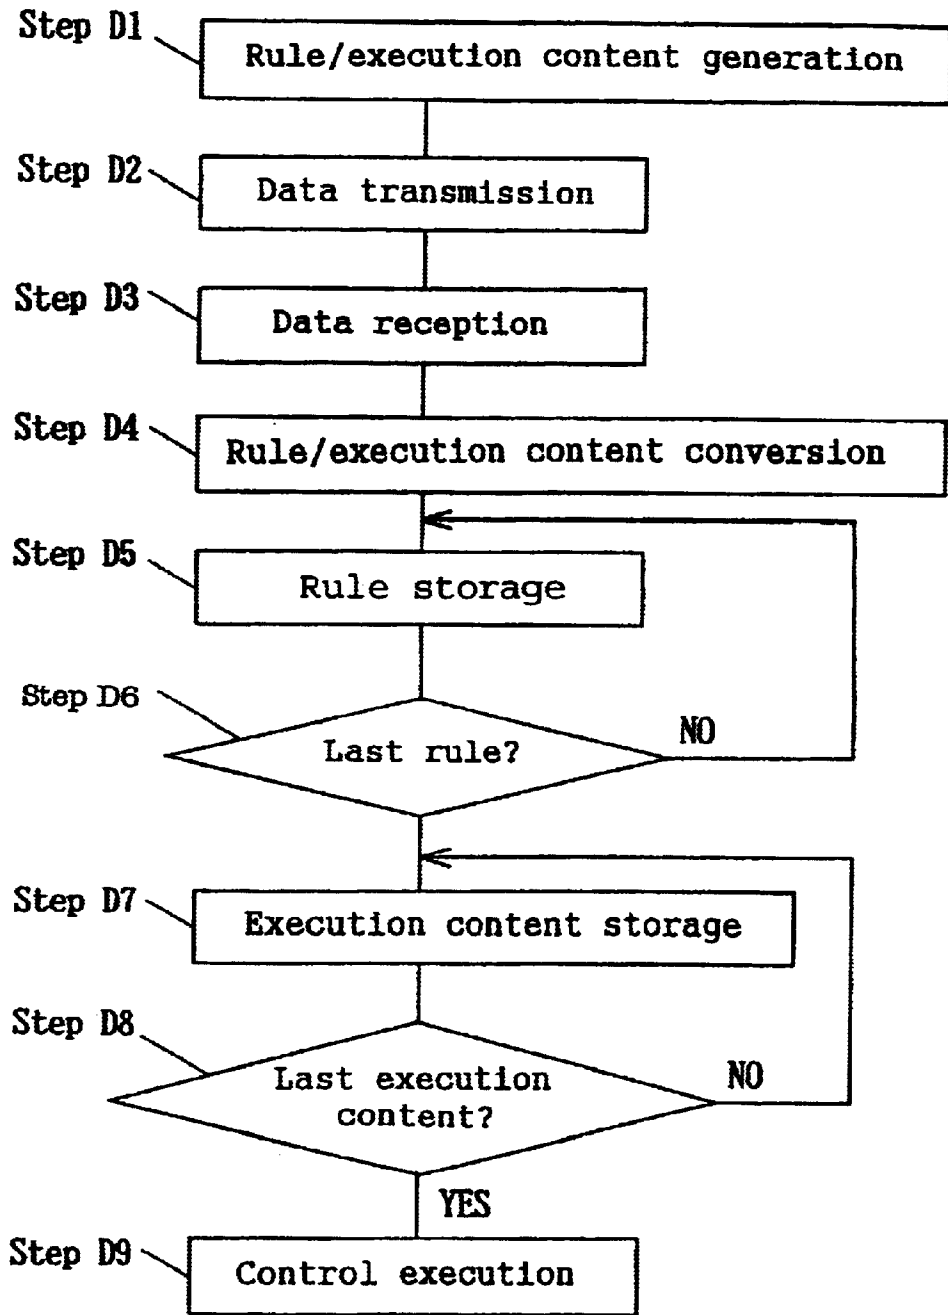 Step D1
Rule/execution content generation
Step D2
Data transmission
Step D3
Data reception
Step D4
Rule/execution content conversion
Step D5
Rule storage
Step D6
Last rule?
NO
Step D7
Execution content storage
Step D8
Last execution
content?
NO
YES
Step D9
Control execution